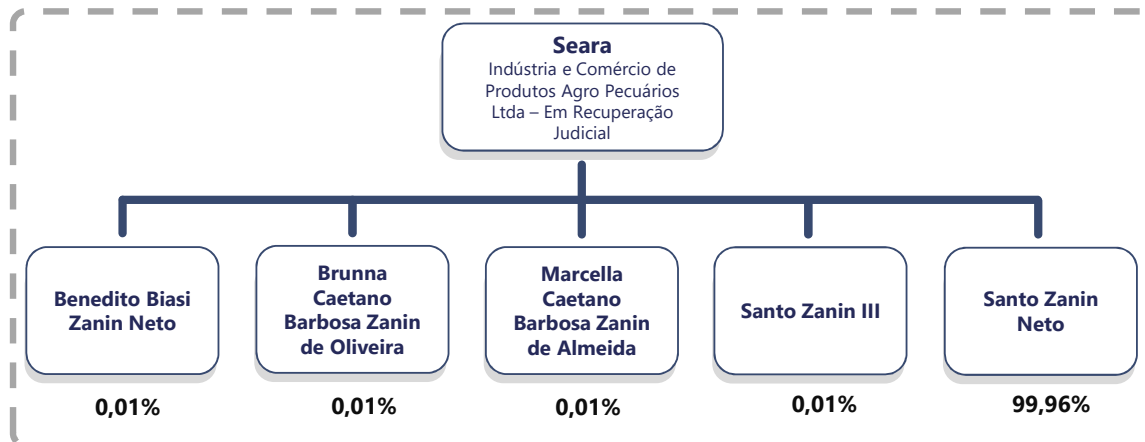 Seara
Indústria e Comércio de
Produtos Agro Pecuários
Ltda – Em Recuperação
Judicial
Benedito Biasi
Zanin Neto
Brunna
Caetano
Barbosa Zanin
de Oliveira
Marcella
Caetano
Barbosa Zanin
de Almeida
Santo Zanin III
Santo Zanin
Neto
0,01%
0,01%
0,01%
0,01%
99,96%